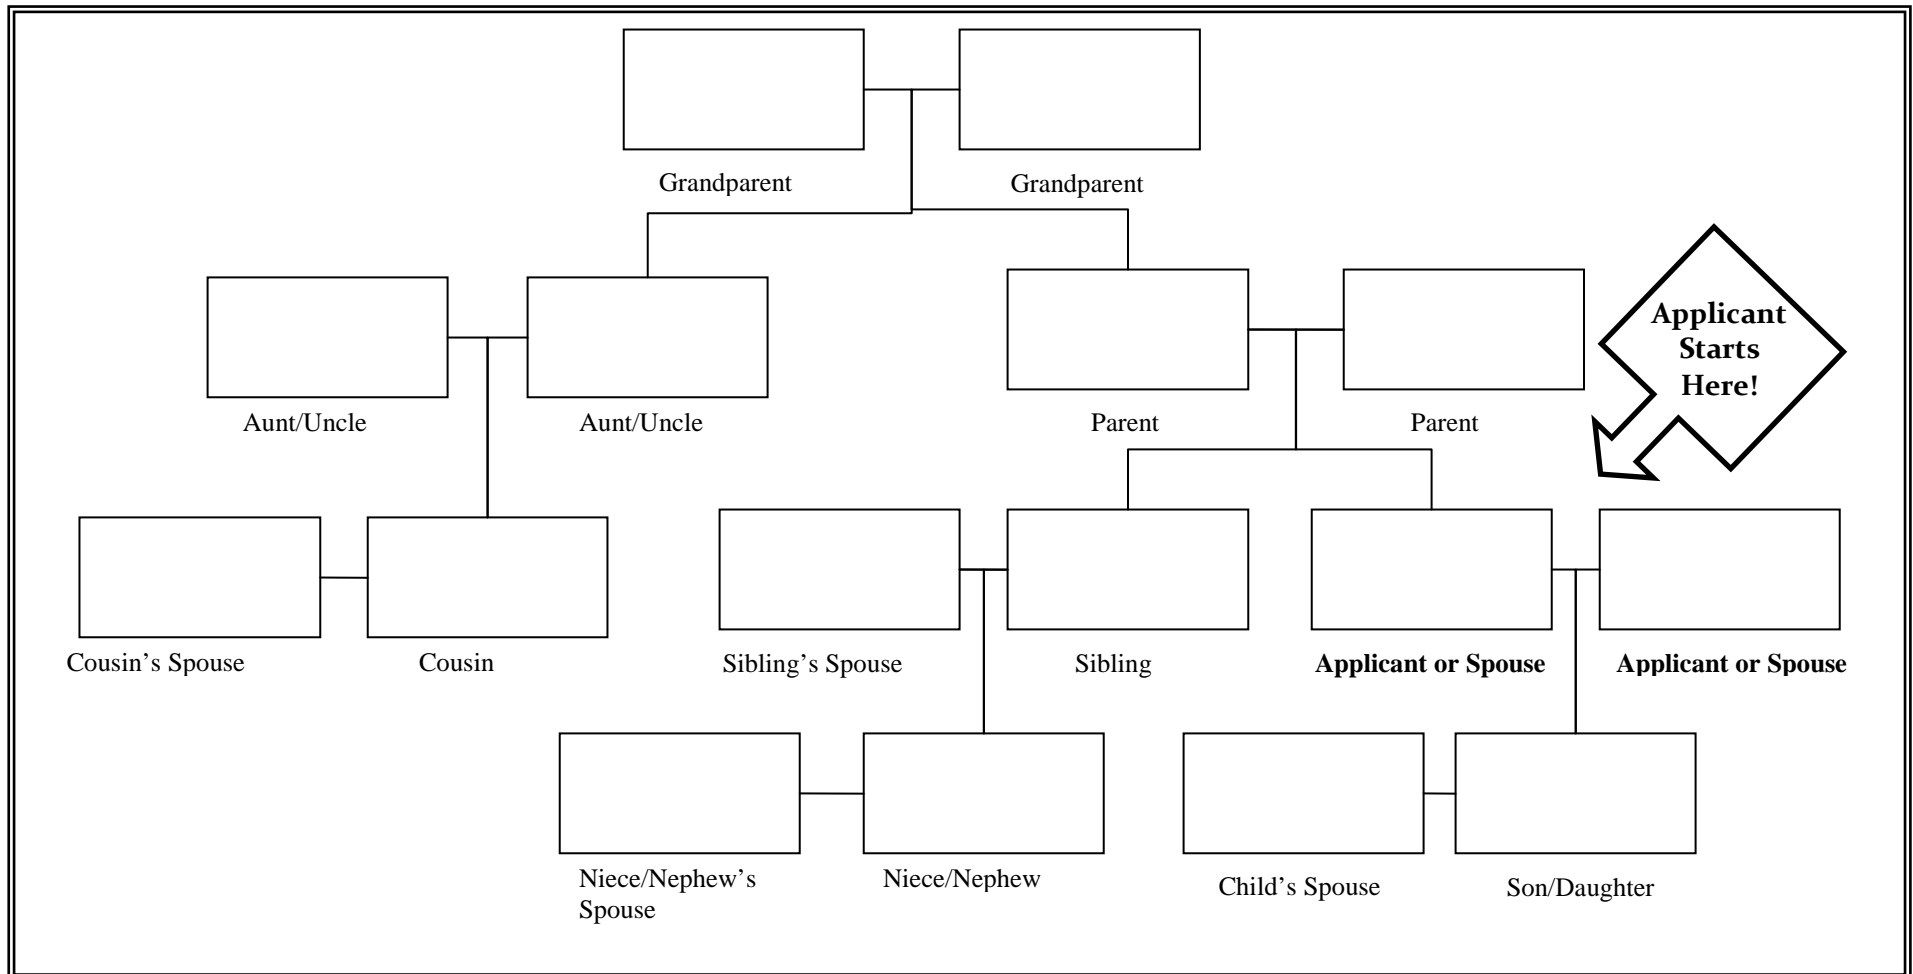 Grandparent
Grandparent
Applicant
Starts
Here!
Aunt/Uncle
Aunt/Uncle
Parent
Parent
Cousin’s Spouse
Cousin
Sibling’s Spouse
Sibling
Applicant or Spouse
Applicant or Spouse
Niece/Nephew’s
Spouse
Niece/Nephew
Child’s Spouse
Son/Daughter